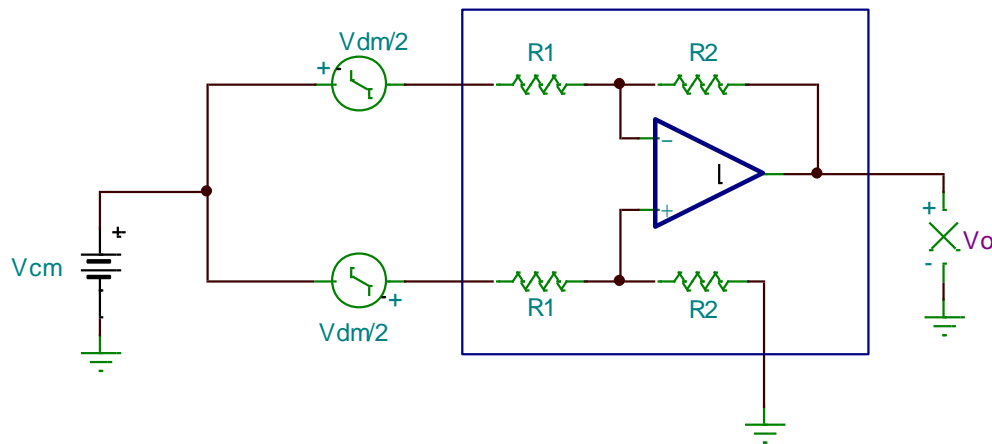 Vdm/2
+ -
R1
R2
-
+
+
Vcm
+
Vo
-
R1
R2
- +
Vdm/2